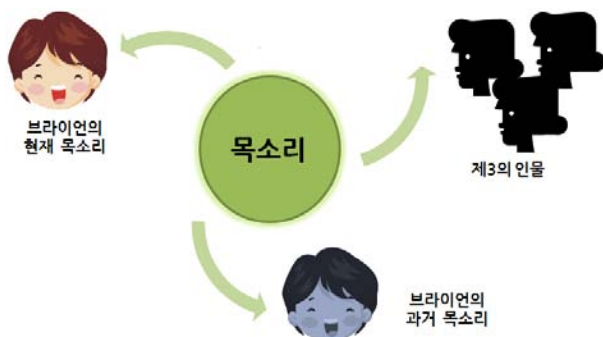 브라이언의
현재 목소리
목소리
제3의 인물
브라이언의
과거 목소리